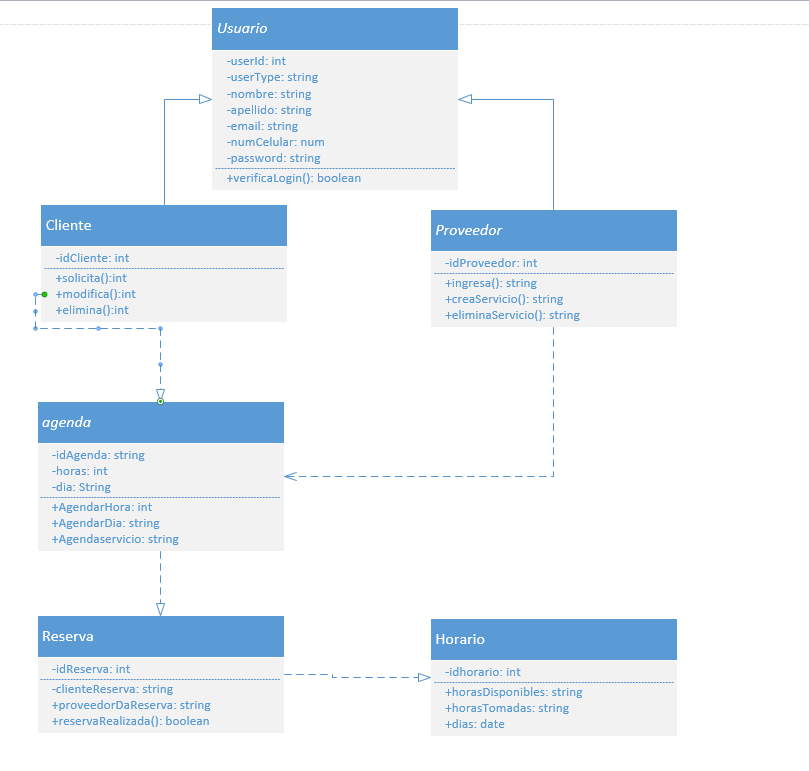 Usuario
-userId: int
-userType: string
-nombre: string
-apellido: string
-email: string
-numCelular: num
-password: string
+verificaLogin(): boolean
Cliente
-idCliente: int
+solicita():int
+modifica():int
+elimina():int
Proveedor
-idProveedor: int
+ingresa(): string
+creaServicio(): string
+eliminaServicio(): string
agenda
-idAgenda: string
-horas: int
-dia: String
+AgendarHora: int
+AgendarDia: string
+Agendaservicio: string
Reserva
-idReserva: int
-clienteReserva: string
+proveedorDaReserva: string
+reservaRealizada(): boolean
Horario
-idhorario: int
+horasDisponibles: string
+horasTomadas: string
+dias: date